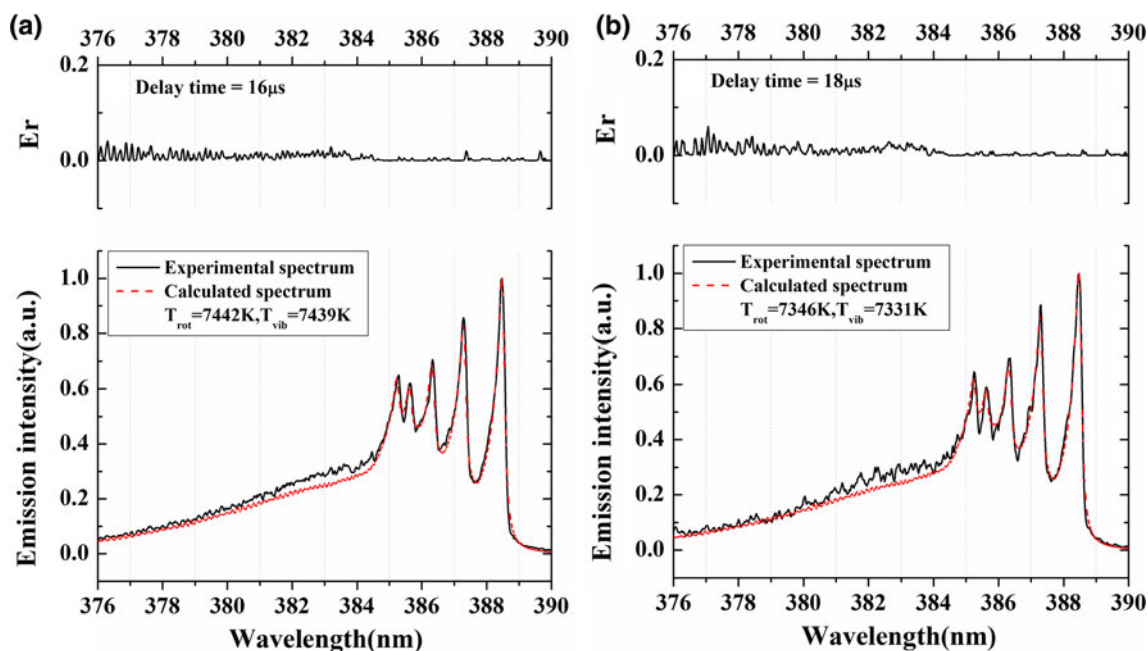 (a)
376 378 380 382 384 386 388 390
0.2
Delay time = 16μs
Er
0.0
Experimental spectrum
Calculated spectrum
T_rot=7442K,T_vib=7439K
Emission intensity(a.u.)
1.0
0.8
0.6
0.4
0.2
0.0
376 378 380 382 384 386 388 390
Wavelength(nm)
(b)
376 378 380 382 384 386 388 390
0.2
Delay time = 18μs
Er
0.0
Experimental spectrum
Calculated spectrum
T_rot=7346K,T_vib=7331K
Emission intensity(a.u.)
1.0
0.8
0.6
0.4
0.2
0.0
376 378 380 382 384 386 388 390
Wavelength(nm)